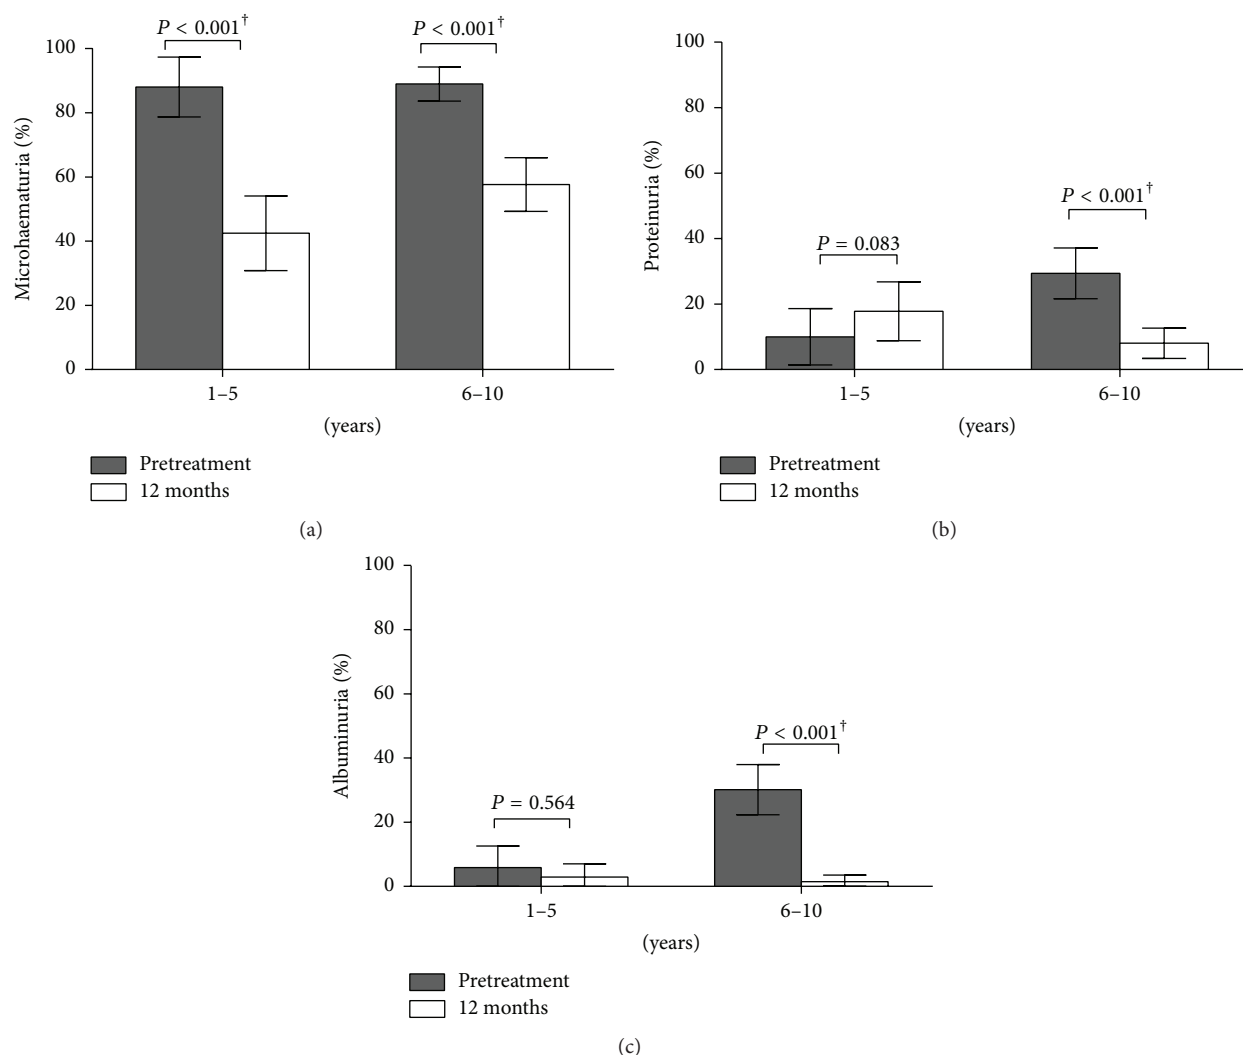 P < 0.001†
P < 0.001†
100
80
60
40
20
0
Microhaematuria (%)
1–5
6–10
(years)
Pretreatment
12 months
(a)
100
80
60
40
20
0
Proteinuria (%)
P = 0.083
P < 0.001†
1–5
6–10
(years)
Pretreatment
12 months
(b)
100
80
60
40
20
0
Albuminuria (%)
P = 0.564
P < 0.001†
1–5
6–10
(years)
Pretreatment
12 months
(c)